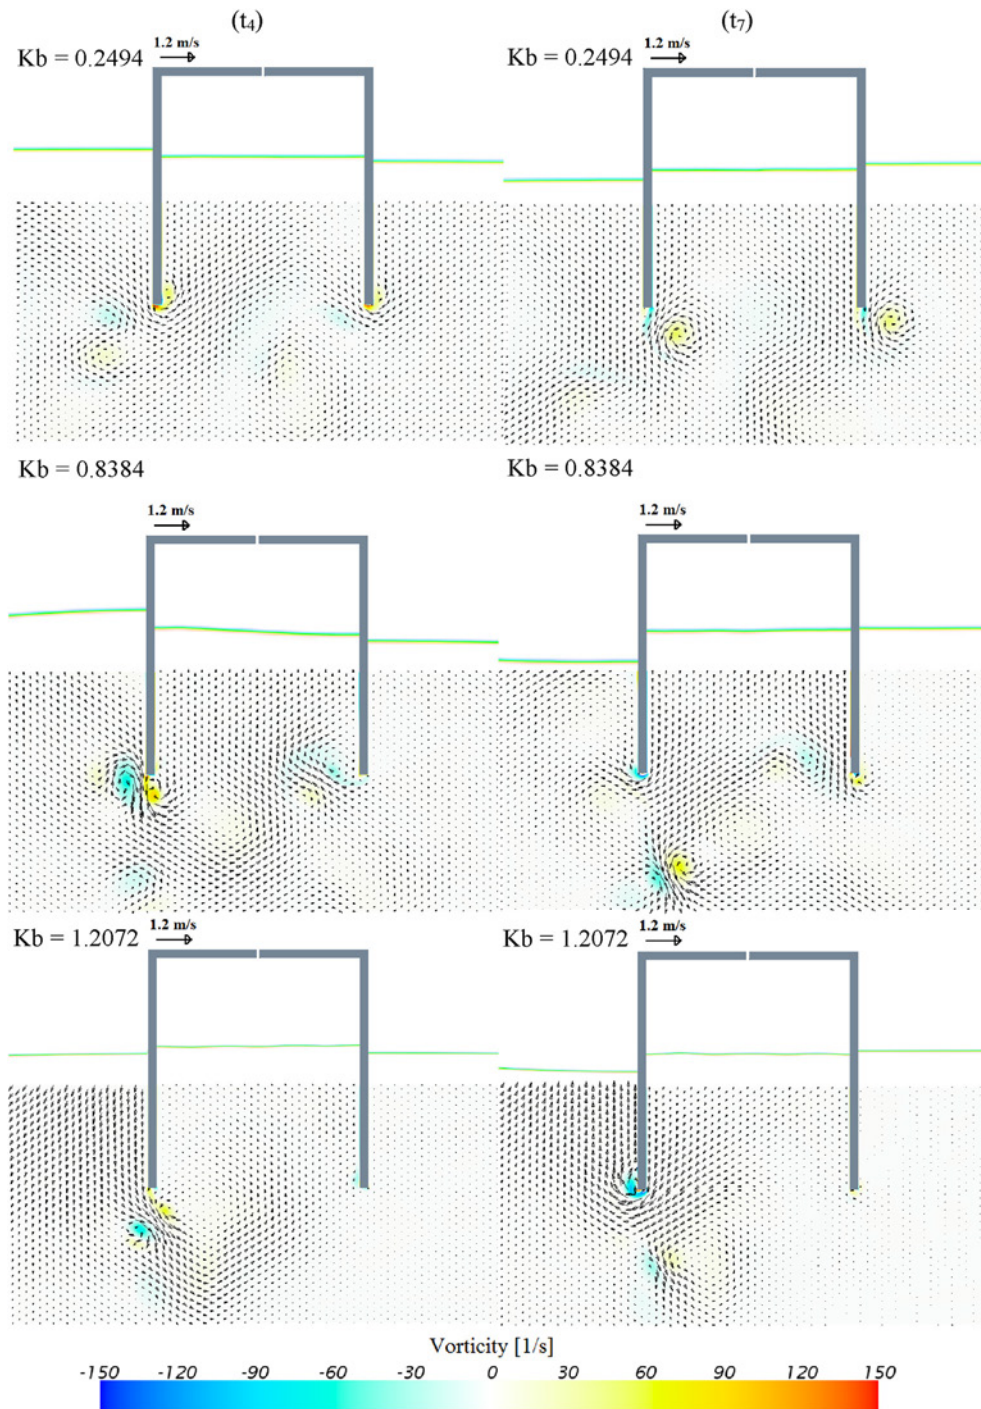 (t₄) (t₇)
Kb = 0.2494 1.2 m/s Kb = 0.2494 1.2 m/s
Kb = 0.8384 Kb = 0.8384
1.2 m/s 1.2 m/s
Kb = 1.2072 1.2 m/s Kb = 1.2072 1.2 m/s
Vorticity [1/s]
-150 -120 -90 -60 -30 0 30 60 90 120 150